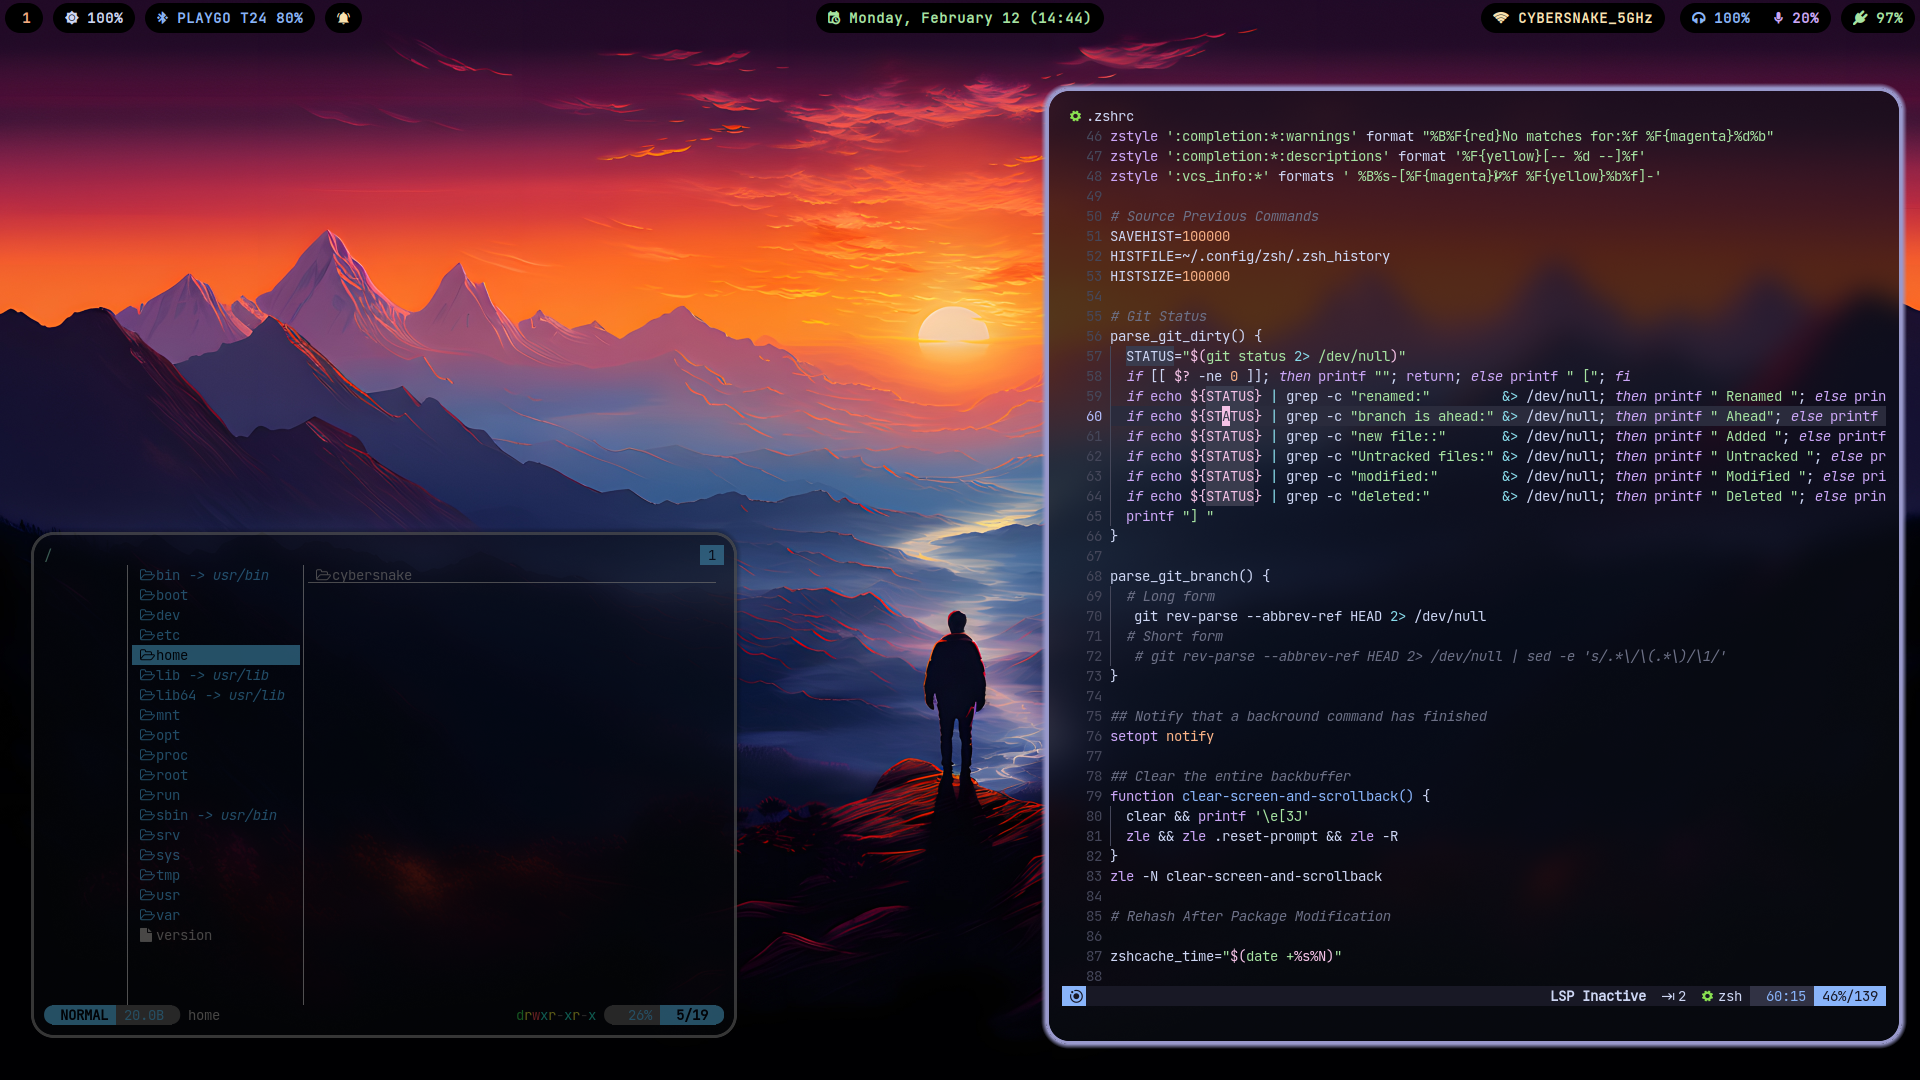 1 100% PLAYGO T24 80% Monday, February 12 (14:44) CYBERSNAKE_5GHz 100% 20% 97%
.zshrc
46 zstyle ':completion:*:warnings' format "%B%F{red}No matches for:%f %F{magenta}%d%b"
47 zstyle ':completion:*:descriptions' format '%F{yellow}[-- %d --]%f'
48 zstyle ':vcs_info:*' formats ' %B%s-[%F{magenta}%f %F{yellow}%b%f]-'
49
50 # Source Previous Commands
51 SAVEHIST=100000
52 HISTFILE=~/.config/zsh/.zsh_history
53 HISTSIZE=100000
54
55 # Git Status
56 parse_git_dirty() {
57 STATUS="$(git status 2> /dev/null)"
58 if [[ $? -ne 0 ]]; then printf ""; return; else printf " ["; fi
59 if echo ${STATUS} | grep -c "renamed:" &> /dev/null; then printf " Renamed "; else prin
60 if echo ${STATUS} | grep -c "branch is ahead:" &> /dev/null; then printf " Ahead"; else printf
61 if echo ${STATUS} | grep -c "new file::" &> /dev/null; then printf " Added "; else printf
62 if echo ${STATUS} | grep -c "Untracked files:" &> /dev/null; then printf " Untracked "; else pr
63 if echo ${STATUS} | grep -c "modified:" &> /dev/null; then printf " Modified "; else pri
64 if echo ${STATUS} | grep -c "deleted:" &> /dev/null; then printf " Deleted "; else prin
65 printf "] "
66 }
67
68 parse_git_branch() {
69 # Long form
70 git rev-parse --abbrev-ref HEAD 2> /dev/null
71 # Short form
72 # git rev-parse --abbrev-ref HEAD 2> /dev/null | sed -e 's/.*\/\(.*\)/\1/'
73 }
74
75 ## Notify that a backround command has finished
76 setopt notify
77
78 ## Clear the entire backbuffer
79 function clear-screen-and-scrollback() {
80 clear && printf '\e[3J'
81 zle && zle .reset-prompt && zle -R
82 }
83 zle -N clear-screen-and-scrollback
84
85 # Rehash After Package Modification
86
87 zshcache_time="$(date +%s%N)"
88
LSP Inactive 2 zsh 60:15 46%/139
/ 1
bin -> usr/bin
boot
dev
etc
home
lib -> usr/lib
lib64 -> usr/lib
mnt
opt
proc
root
run
sbin -> usr/bin
srv
sys
tmp
usr
var
version
cybersnake
NORMAL 20.0B home drwxr-xr-x 26% 5/19